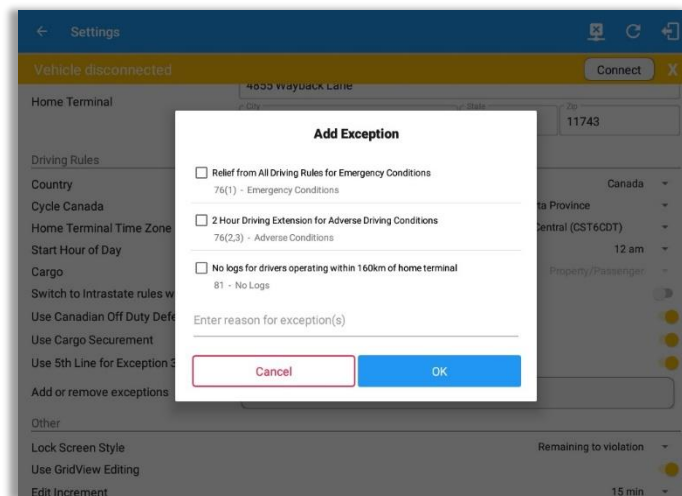 Settings
Vehicle disconnected
Connect
X
4855 Wayback Lane
Home Terminal
City
State
Zip
11743
Add Exception
Relief from All Driving Rules for Emergency Conditions
76(1) - Emergency Conditions
2 Hour Driving Extension for Adverse Driving Conditions
76(2,3) - Adverse Conditions
No logs for drivers operating within 160km of home terminal
81 - No Logs
Enter reason for exception(s)
Cancel
OK
Driving Rules
Country
Canada
Cycle Canada
ta Province
Home Terminal Time Zone
Central (CST6CDT)
Start Hour of Day
12 am
Cargo
Property/Passenger
Switch to Intrastate rules w
Use Canadian Off Duty Defe
Use Cargo Securement
Use 5th Line for Exception 3
Add or remove exceptions
Other
Lock Screen Style
Remaining to violation
Use GridView Editing
Edit Increment
15 min